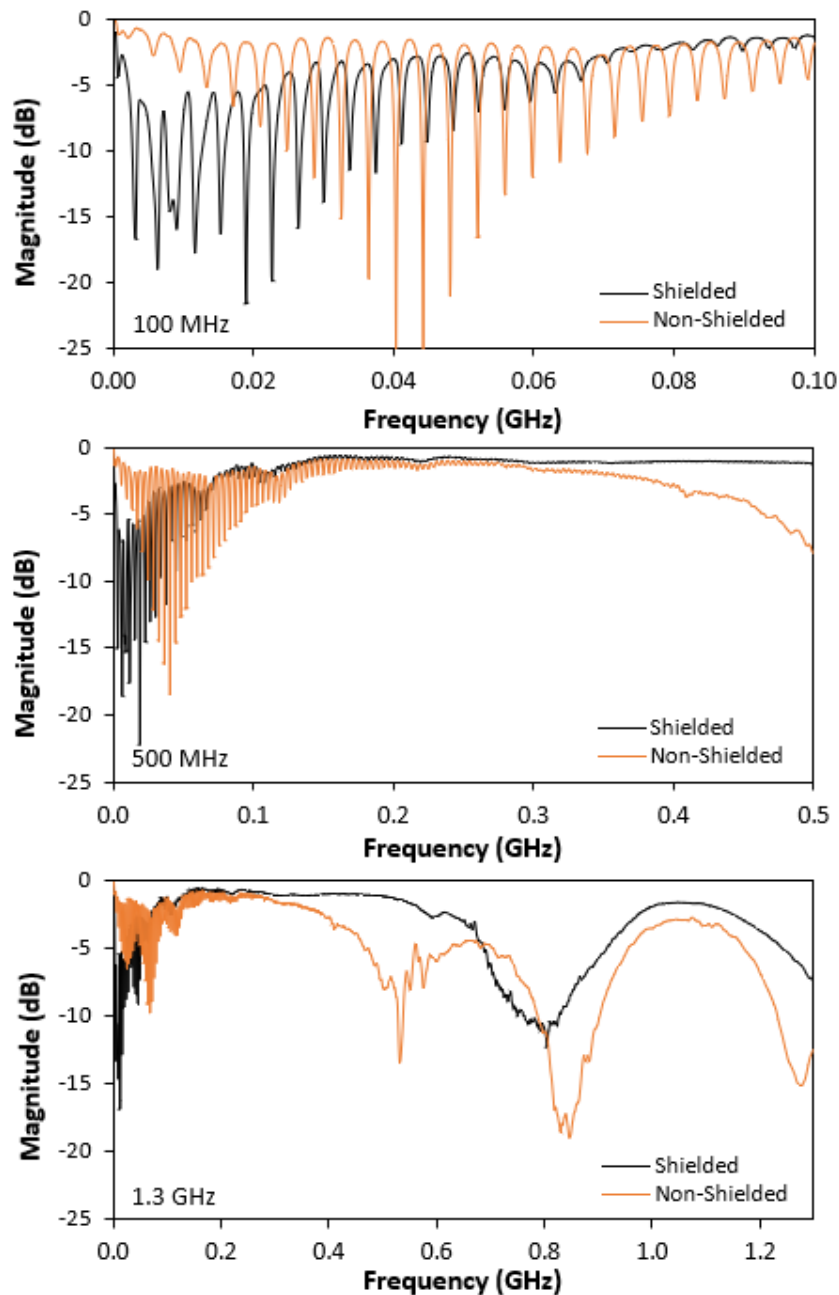 0
-5
-10
-15
-20
-25
Magnitude (dB)
Shielded
Non-Shielded
100 MHz
0.00 0.02 0.04 0.06 0.08 0.10
Frequency (GHz)
0
-5
-10
-15
-20
-25
Magnitude (dB)
Shielded
Non-Shielded
500 MHz
0.0 0.1 0.2 0.3 0.4 0.5
Frequency (GHz)
0
-5
-10
-15
-20
-25
Magnitude (dB)
Shielded
Non-Shielded
1.3 GHz
0.0 0.2 0.4 0.6 0.8 1.0 1.2
Frequency (GHz)